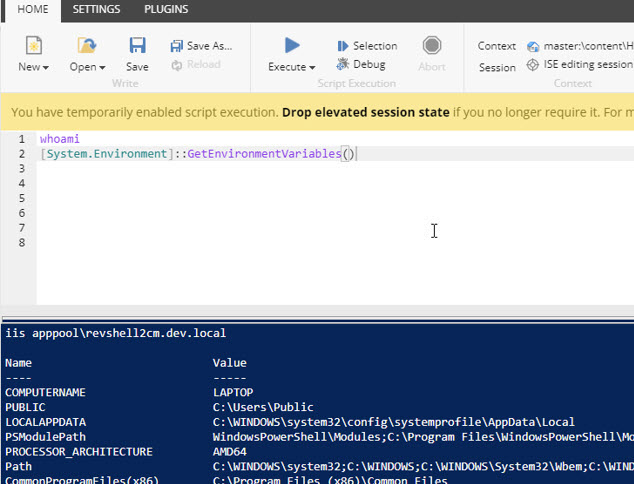 HOME SETTINGS PLUGINS
New Open Save Save As... Reload Execute Selection Debug Abort Context master:\content\H Session ISE editing session
Write Script Execution Context
You have temporarily enabled script execution. Drop elevated session state if you no longer require it. For m
1 whoami
2 [System.Environment]::GetEnvironmentVariables()
3
4
5
6
7
8
iis apppool\revshell2cm.dev.local
Name Value
---- -----
COMPUTERNAME LAPTOP
PUBLIC C:\Users\Public
LOCALAPPDATA C:\WINDOWS\system32\config\systemprofile\AppData\Local
PSModulePath WindowsPowerShell\Modules;C:\Program Files\WindowsPowerShell\Mo
PROCESSOR_ARCHITECTURE AMD64
Path C:\WINDOWS\system32;C:\WINDOWS;C:\WINDOWS\System32\Wbem;C:\WIND
CommonProgramFiles(x86) C:\Program Files (x86)\Common Files